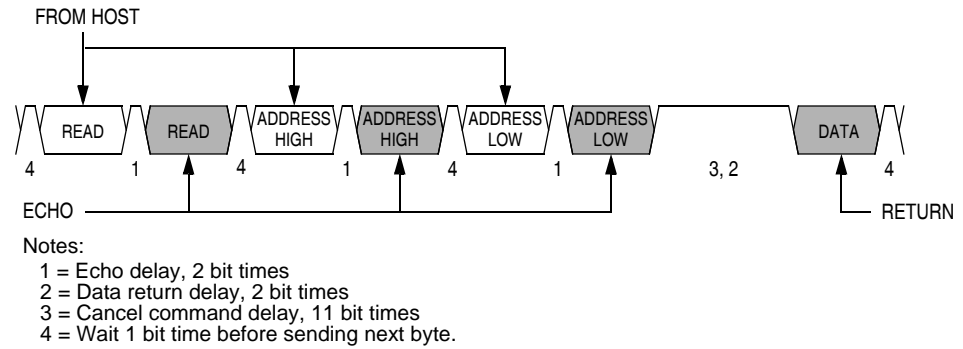 FROM HOST
READ READ ADDRESS HIGH ADDRESS HIGH ADDRESS LOW ADDRESS LOW DATA
4 1 4 1 4 1 3, 2 4
ECHO RETURN
Notes:
1 = Echo delay, 2 bit times
2 = Data return delay, 2 bit times
3 = Cancel command delay, 11 bit times
4 = Wait 1 bit time before sending next byte.